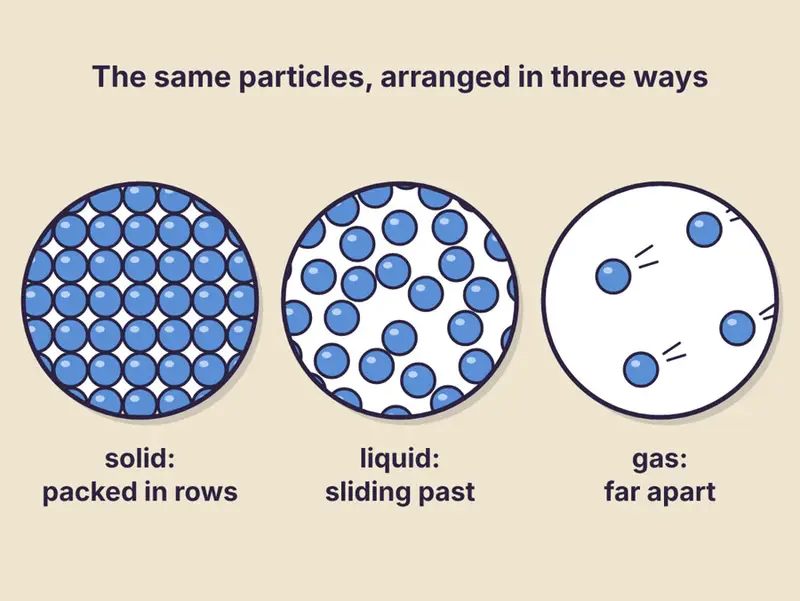 The same particles, arranged in three ways
solid:
packed in rows
liquid:
sliding past
gas:
far apart